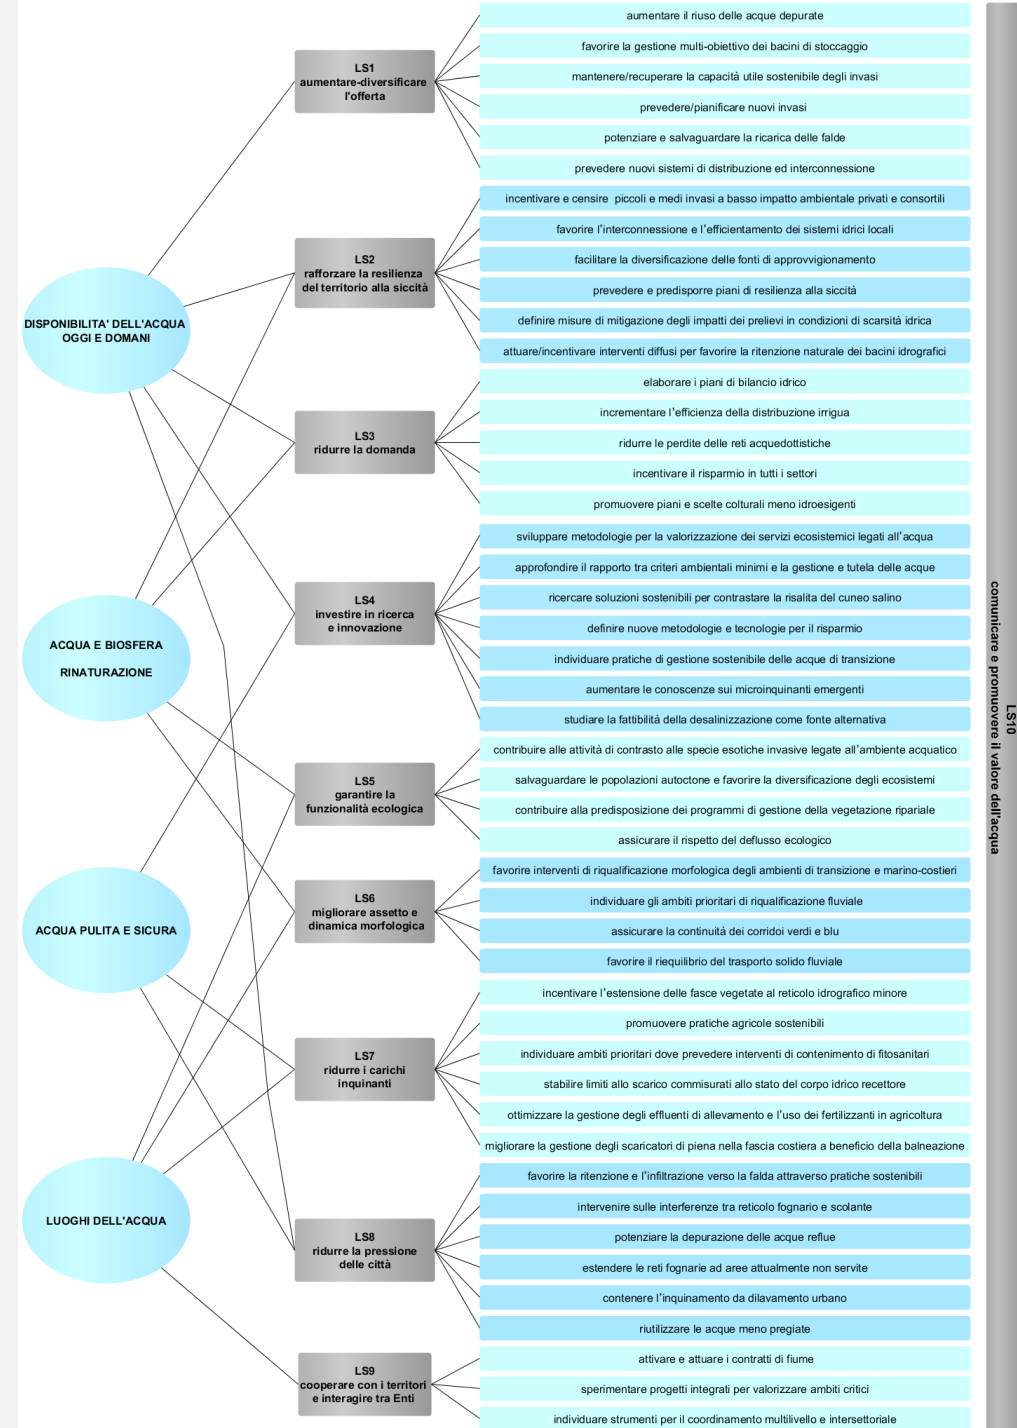 DISPONIBILITA' DELL'ACQUA
OGGI E DOMANI
ACQUA E BIOSFERA
RINATURAZIONE
ACQUA PULITA E SICURA
LUOGHI DELL'ACQUA
LS1
aumentare-diversificare
l'offerta
aumentare il riuso delle acque depurate
favorire la gestione multi-obiettivo dei bacini di stoccaggio
mantenere/recuperare la capacità utile sostenibile degli invasi
prevedere/pianificare nuovi invasi
potenziare e salvaguardare la ricarica delle falde
prevedere nuovi sistemi di distribuzione ed interconnessione
LS2
rafforzare la resilienza
del territorio alla siccità
incentivare e censire piccoli e medi invasi a basso impatto ambientale privati e consortili
favorire l'interconnessione e l'efficientamento dei sistemi idrici locali
facilitare la diversificazione delle fonti di approvvigionamento
prevedere e predisporre piani di resilienza alla siccità
definire misure di mitigazione degli impatti dei prelievi in condizioni di scarsità idrica
attuare/incentivare interventi diffusi per favorire la ritenzione naturale dei bacini idrografici
LS3
ridurre la domanda
elaborare i piani di bilancio idrico
incrementare l'efficienza della distribuzione irrigua
ridurre le perdite delle reti acquedottistiche
incentivare il risparmio in tutti i settori
promuovere piani e scelte colturali meno idroesigenti
LS4
investire in ricerca
e innovazione
sviluppare metodologie per la valorizzazione dei servizi ecosistemici legati all'acqua
approfondire il rapporto tra criteri ambientali minimi e la gestione e tutela delle acque
ricercare soluzioni sostenibili per contrastare la risalita del cuneo salino
definire nuove metodologie e tecnologie per il risparmio
individuare pratiche di gestione sostenibile delle acque di transizione
aumentare le conoscenze sui microinquinanti emergenti
studiare la fattibilità della desalinizzazione come fonte alternativa
LS5
garantire la
funzionalità ecologica
contribuire alle attività di contrasto alle specie esotiche invasive legate all'ambiente acquatico
salvaguardare le popolazioni autoctone e favorire la diversificazione degli ecosistemi
contribuire alla predisposizione dei programmi di gestione della vegetazione ripariale
assicurare il rispetto del deflusso ecologico
LS6
migliorare assetto e
dinamica morfologica
favorire interventi di riqualificazione morfologica degli ambienti di transizione e marino-costieri
individuare gli ambiti prioritari di riqualificazione fluviale
assicurare la continuità dei corridoi verdi e blu
favorire il riequilibrio del trasporto solido fluviale
LS7
ridurre i carichi
inquinanti
incentivare l'estensione delle fasce vegetate al reticolo idrografico minore
promuovere pratiche agricole sostenibili
individuare ambiti prioritari dove prevedere interventi di contenimento di fitosanitari
stabilire limiti allo scarico commisurati allo stato del corpo idrico recettore
ottimizzare la gestione degli effluenti di allevamento e l'uso dei fertilizzanti in agricoltura
migliorare la gestione degli scaricatori di piena nella fascia costiera a beneficio della balneazione
LS8
ridurre la pressione
delle città
favorire la ritenzione e l'infiltrazione verso la falda attraverso pratiche sostenibili
intervenire sulle interferenze tra reticolo fognario e scolante
potenziare la depurazione delle acque reflue
estendere le reti fognarie ad aree attualmente non servite
contenere l'inquinamento da dilavamento urbano
riutilizzare le acque meno pregiate
LS9
cooperare con i territori
e interagire tra Enti
attivare e attuare i contratti di fiume
sperimentare progetti integrati per valorizzare ambiti critici
individuare strumenti per il coordinamento multilivello e intersettoriale
LS10
comunicare e promuovere il valore dell'acqua